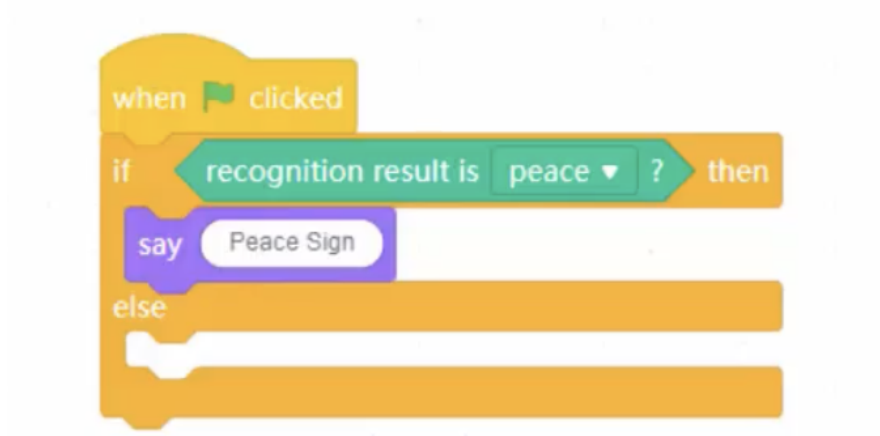 when clicked
if recognition result is peace ? then
say Peace Sign
else